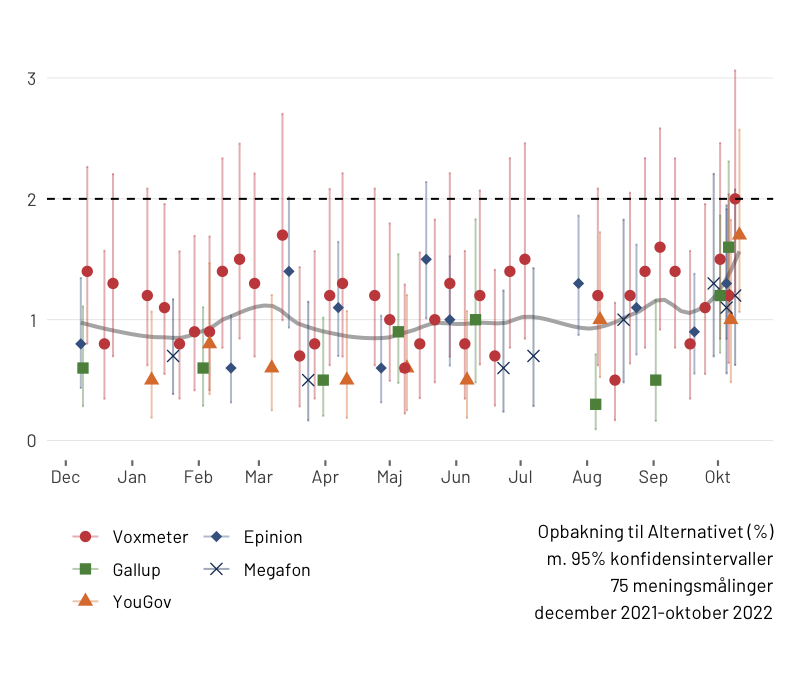 3
2
1
0
Dec Jan Feb Mar Apr Maj Jun Jul Aug Sep Okt
Voxmeter Epinion
Gallup Megafon
YouGov
Opbakning til Alternativet (%)
m. 95% konfidensintervaller
75 meningsmålinger
december 2021-oktober 2022